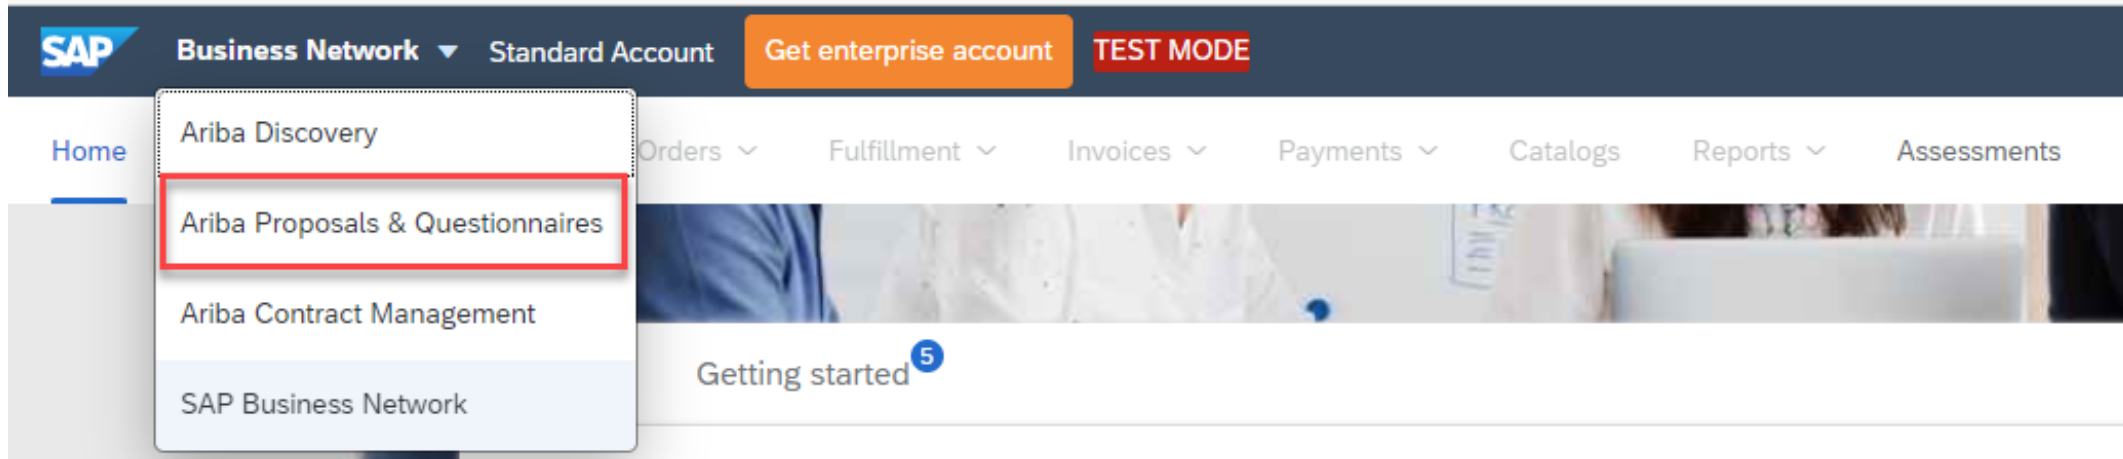 SAP Business Network Standard Account Get enterprise account TEST MODE
Home Orders Fulfillment Invoices Payments Catalogs Reports Assessments
Ariba Discovery
Ariba Proposals & Questionnaires
Ariba Contract Management
SAP Business Network
Getting started 5